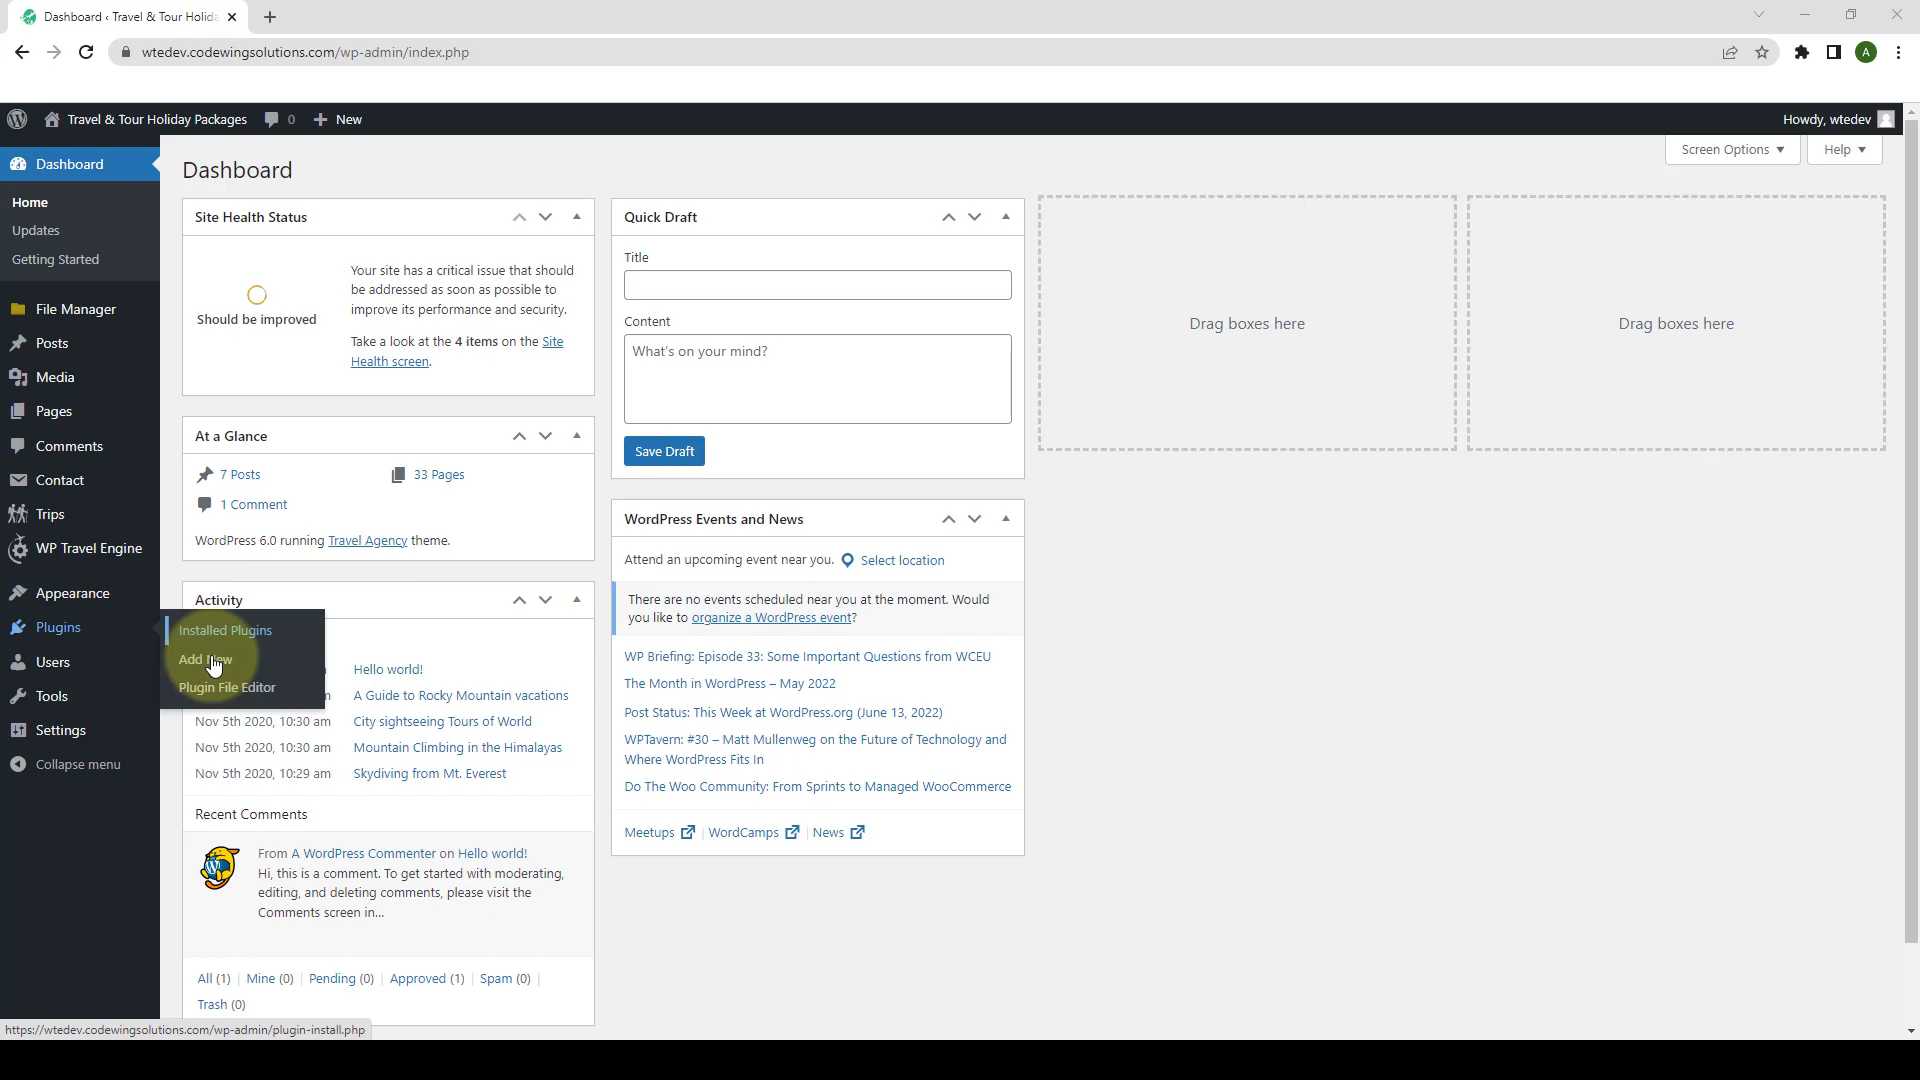 Dashboard ‹ Travel & Tour Holida
wtedev.codewingsolutions.com/wp-admin/index.php
A
Travel & Tour Holiday Packages
0
New
Howdy, wtedev
Dashboard
Home
Updates
Getting Started
File Manager
Posts
Media
Pages
Comments
Contact
Trips
WP Travel Engine
Appearance
Plugins
Users
Tools
Settings
Collapse menu
Installed Plugins
Add New
Plugin File Editor
Screen Options
Help
Dashboard
Site Health Status
Should be improved
Your site has a critical issue that should
be addressed as soon as possible to
improve its performance and security.
Take a look at the 4 items on the Site
Health screen.
At a Glance
7 Posts
33 Pages
1 Comment
WordPress 6.0 running Travel Agency theme.
Activity
Hello world!
A Guide to Rocky Mountain vacations
Nov 5th 2020, 10:30 am City sightseeing Tours of World
Nov 5th 2020, 10:30 am Mountain Climbing in the Himalayas
Nov 5th 2020, 10:29 am Skydiving from Mt. Everest
Recent Comments
From A WordPress Commenter on Hello world!
Hi, this is a comment. To get started with moderating,
editing, and deleting comments, please visit the
Comments screen in…
All (1) | Mine (0) | Pending (0) | Approved (1) | Spam (0) |
Trash (0)
Quick Draft
Title
Content
What's on your mind?
Save Draft
WordPress Events and News
Attend an upcoming event near you. Select location
There are no events scheduled near you at the moment. Would
you like to organize a WordPress event?
WP Briefing: Episode 33: Some Important Questions from WCEU
The Month in WordPress – May 2022
Post Status: This Week at WordPress.org (June 13, 2022)
WPTavern: #30 – Matt Mullenweg on the Future of Technology and
Where WordPress Fits In
Do The Woo Community: From Sprints to Managed WooCommerce
Meetups | WordCamps | News
Drag boxes here
Drag boxes here
https://wtedev.codewingsolutions.com/wp-admin/plugin-install.php